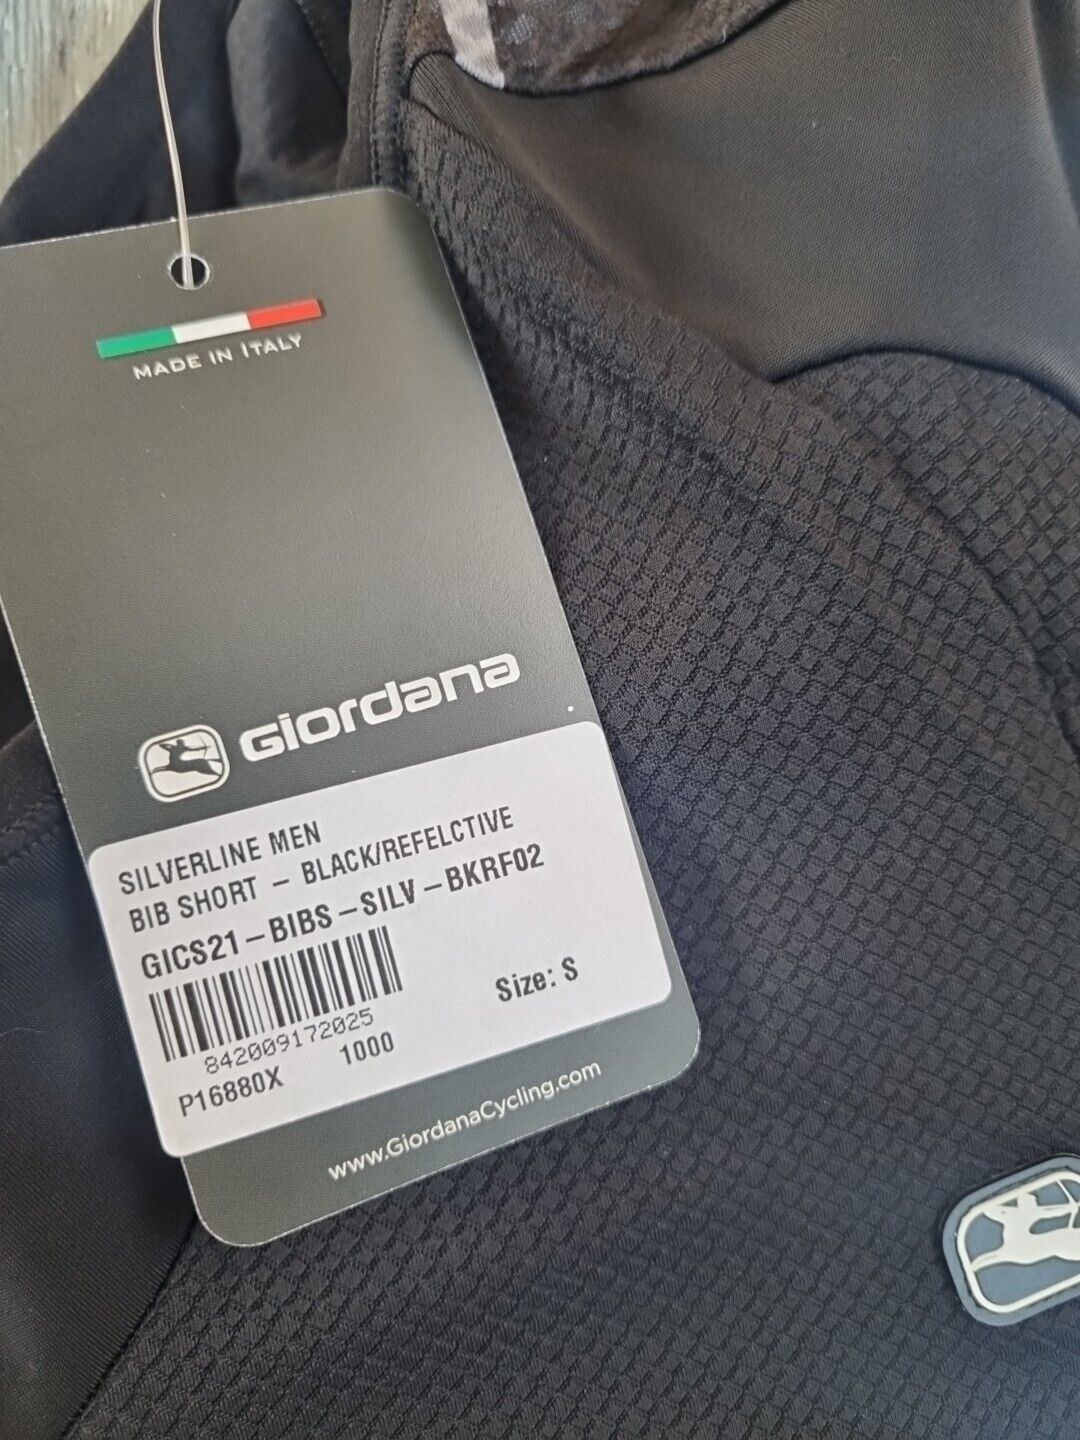 MADE IN ITALY
Giordana
SILVERLINE MEN
BIB SHORT - BLACK/REFELCTIVE
GICS21-BIBS-SILV-BKRF02
Size: S
842009172025
P16880X 1000
www.GiordanaCycling.com